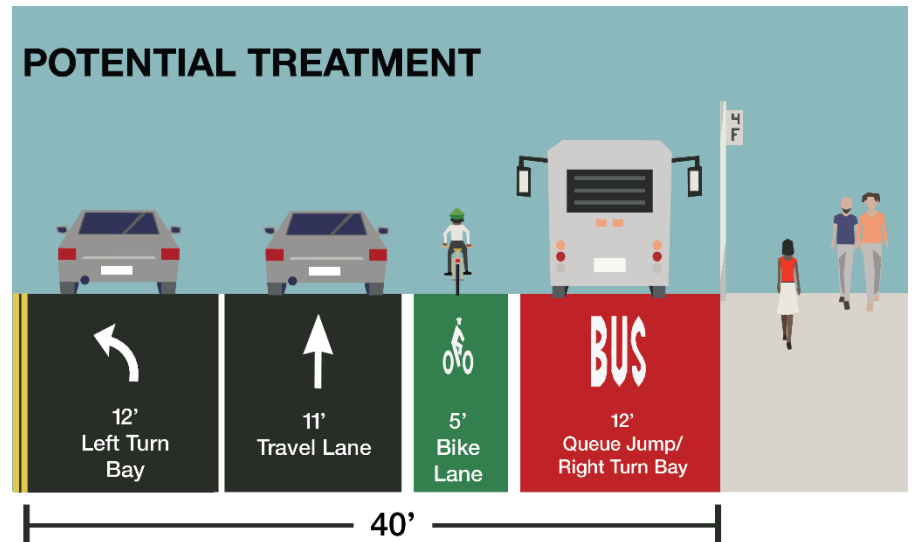 POTENTIAL TREATMENT
4
F
BUS
12’
Left Turn
Bay
11’
Travel Lane
5’
Bike
Lane
12’
Queue Jump/
Right Turn Bay
40’